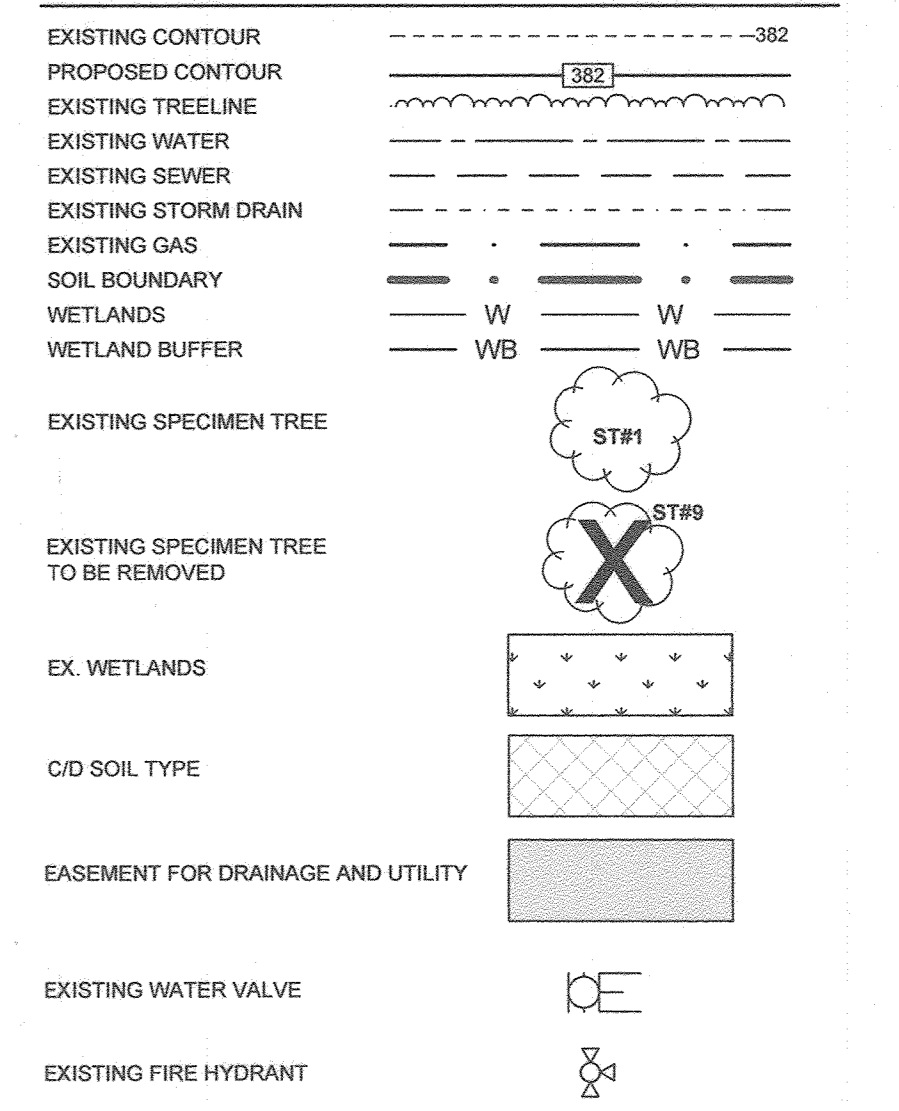 EXISTING CONTOUR 382
PROPOSED CONTOUR 382
EXISTING TREELINE
EXISTING WATER
EXISTING SEWER
EXISTING STORM DRAIN
EXISTING GAS
SOIL BOUNDARY
WETLANDS W W
WETLAND BUFFER WB WB
EXISTING SPECIMEN TREE ST#1
ST#9
EXISTING SPECIMEN TREE
TO BE REMOVED
EX. WETLANDS
C/D SOIL TYPE
EASEMENT FOR DRAINAGE AND UTILITY
EXISTING WATER VALVE
EXISTING FIRE HYDRANT